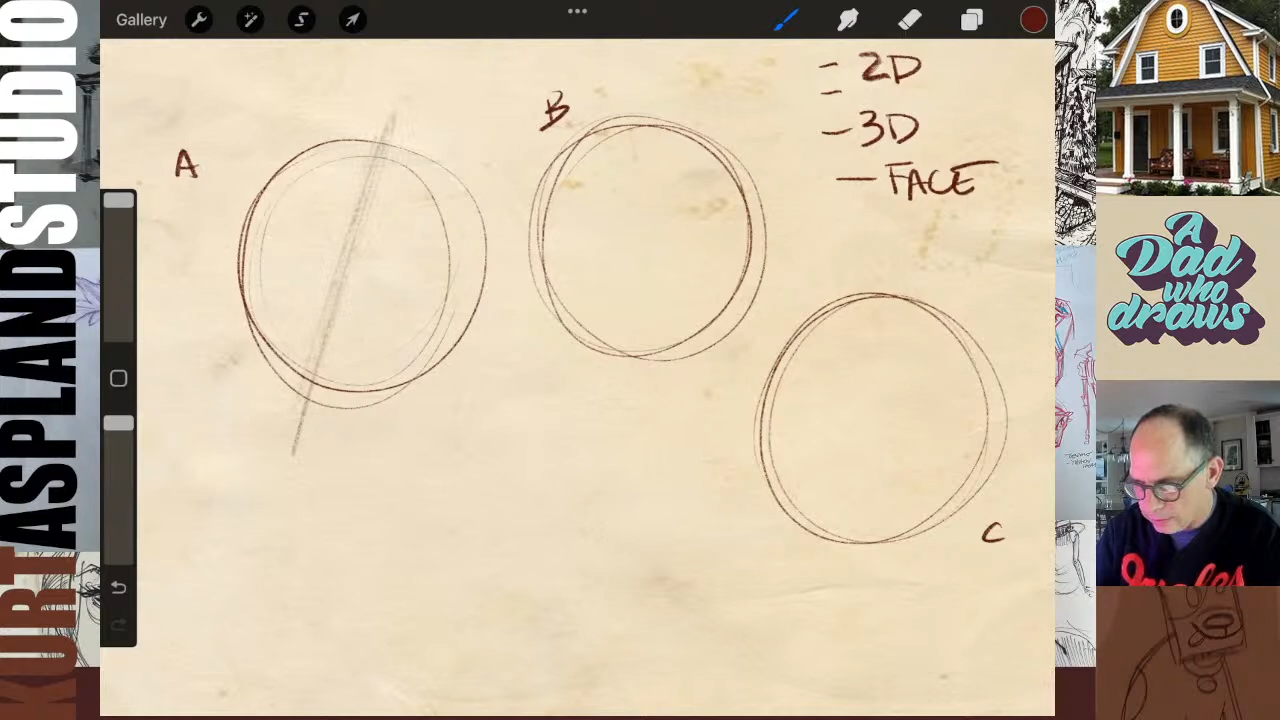 KURT ASPLAND STUDIO
Gallery
A
B
- 2D
- 3D
- FACE
C
A
Dad
who
draws